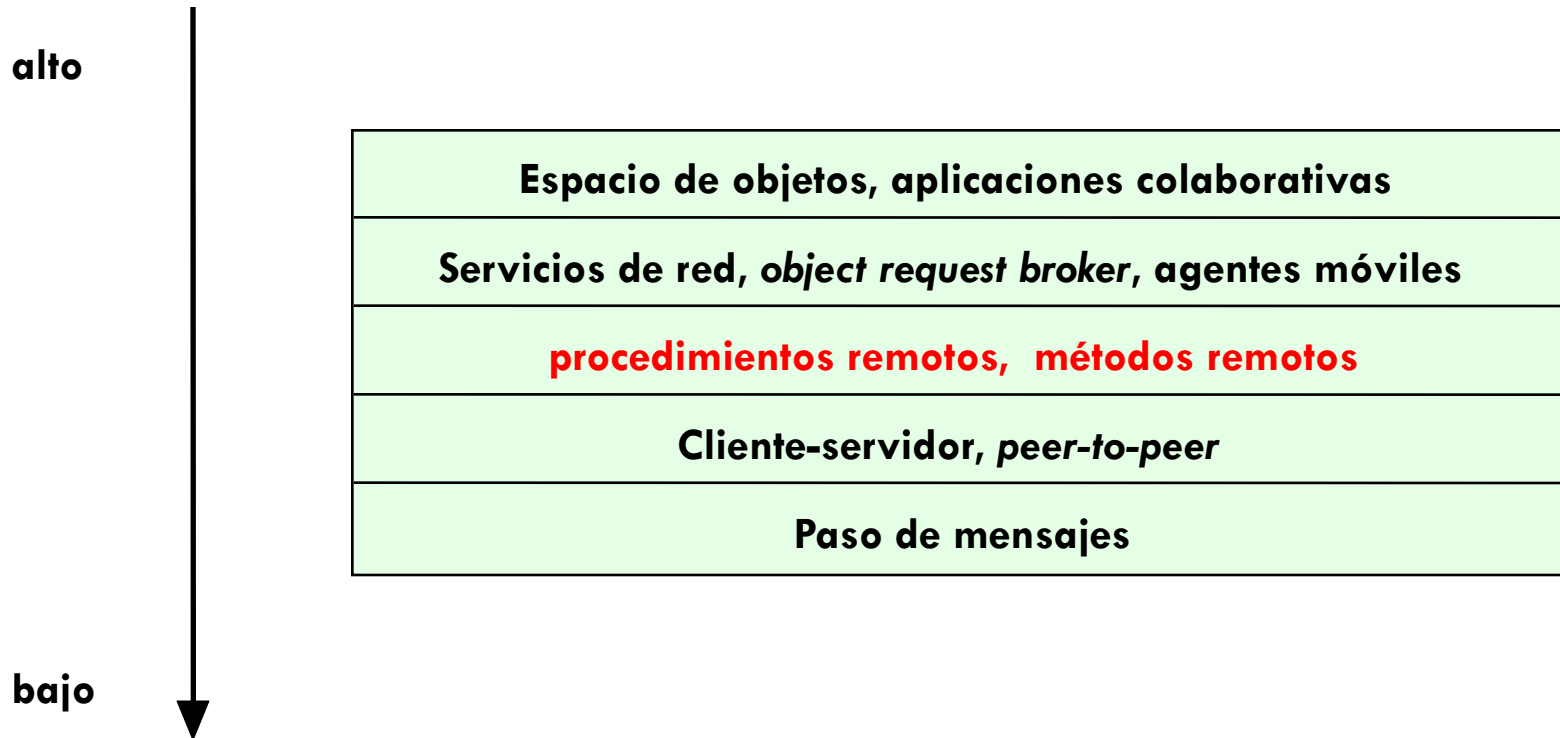 alto
Espacio de objetos, aplicaciones colaborativas
Servicios de red, object request broker, agentes móviles
procedimientos remotos, métodos remotos
Cliente-servidor, peer-to-peer
Paso de mensajes
bajo